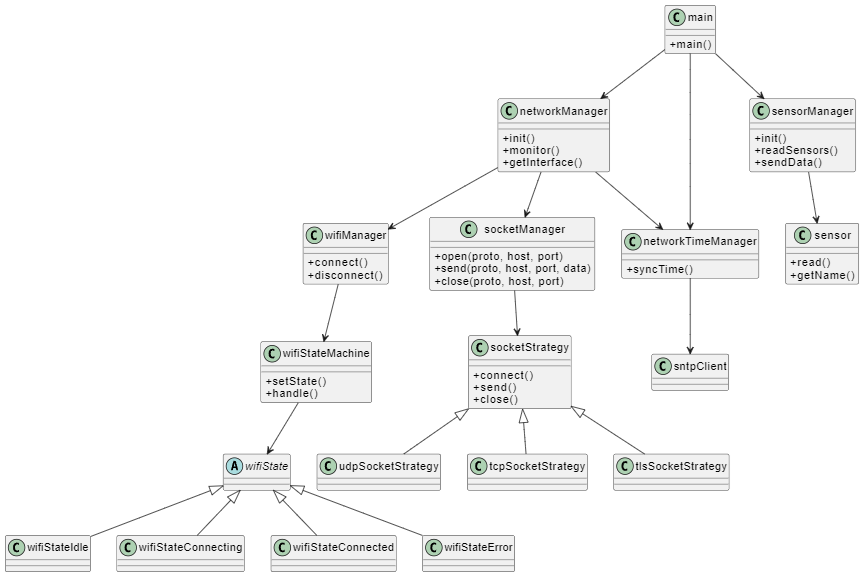 C main
+main()
C networkManager
+init()
+monitor()
+getInterface()
C sensorManager
+init()
+readSensors()
+sendData()
C wifiManager
+connect()
+disconnect()
C socketManager
+open(proto, host, port)
+send(proto, host, port, data)
+close(proto, host, port)
C networkTimeManager
+syncTime()
C sensor
+read()
+getName()
C wifiStateMachine
+setState()
+handle()
C socketStrategy
+connect()
+send()
+close()
C sntpClient
A wifiState
C udpSocketStrategy
C tcpSocketStrategy
C tlsSocketStrategy
C wifiStateIdle
C wifiStateConnecting
C wifiStateConnected
C wifiStateError